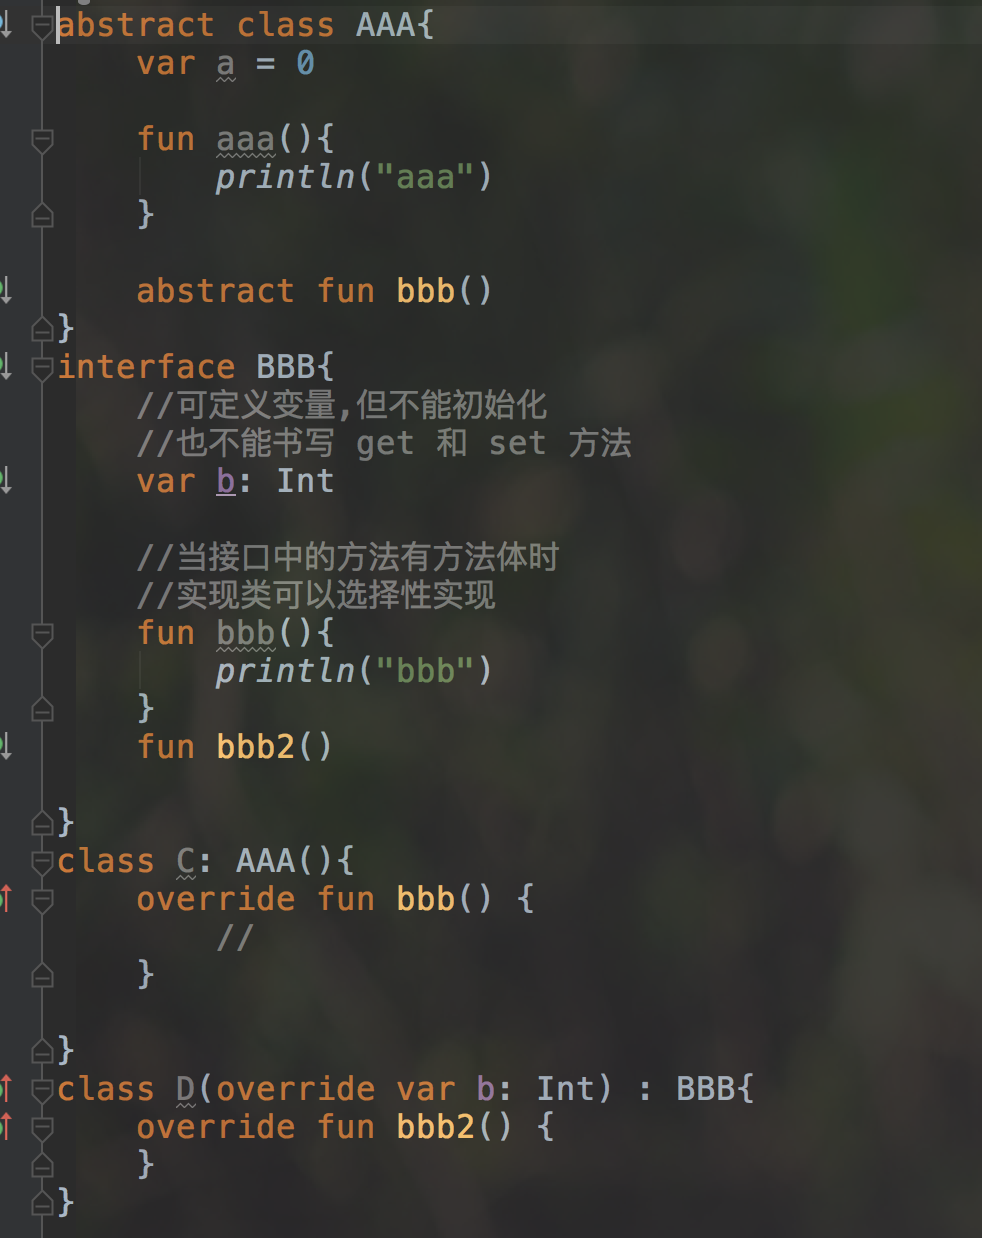 abstract class AAA{
    var a = 0
    fun aaa(){
        println("aaa")
    }
    abstract fun bbb()
}
interface BBB{
    //可定义变量,但不能初始化
    //也不能书写 get 和 set 方法
    var b: Int
    //当接口中的方法有方法体时
    //实现类可以选择性实现
    fun bbb(){
        println("bbb")
    }
    fun bbb2()
}
class C: AAA(){
    override fun bbb() {
        //
    }
}
class D(override var b: Int) : BBB{
    override fun bbb2() {
    }
}